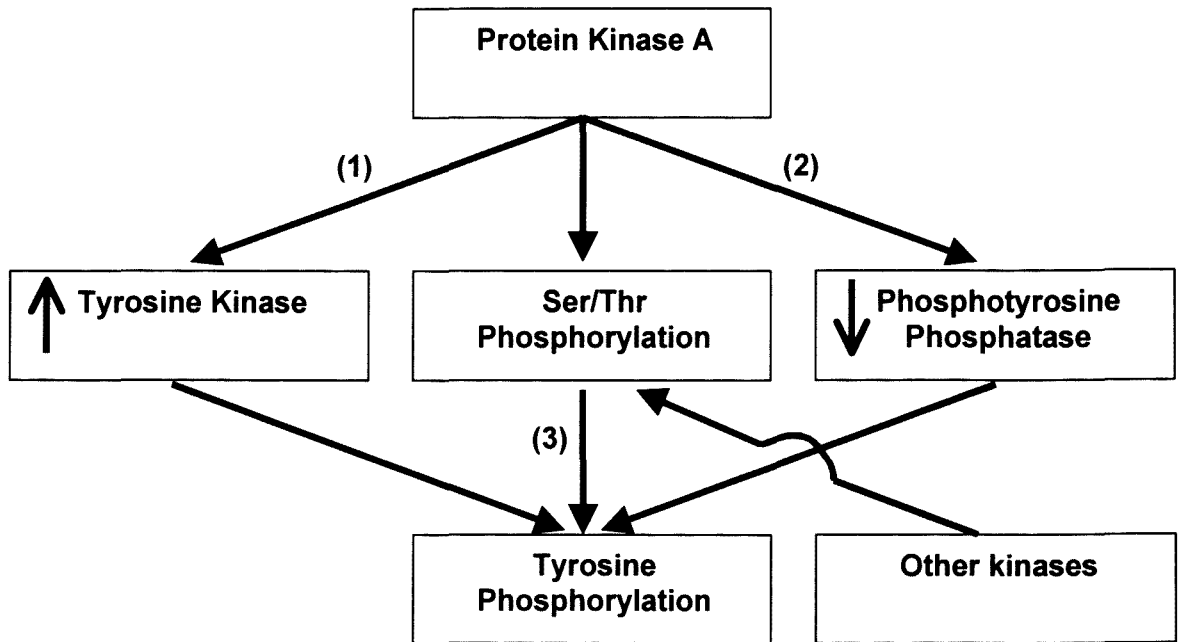 Protein Kinase A
(1)
(2)
Tyrosine Kinase
Ser/Thr
Phosphorylation
Phosphotyrosine
Phosphatase
(3)
Tyrosine
Phosphorylation
Other kinases